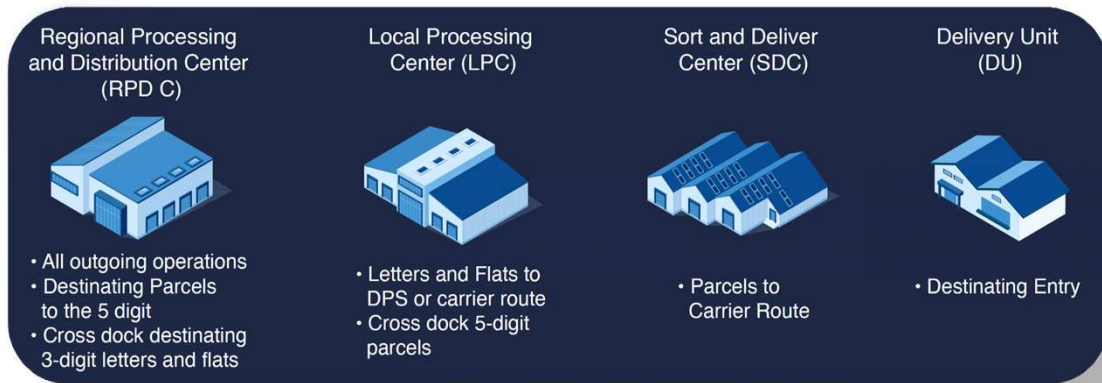 Regional Processing
and Distribution Center
(RPD C)
• All outgoing operations
• Destinating Parcels
to the 5 digit
• Cross dock destinating
3-digit letters and flats
Local Processing
Center (LPC)
• Letters and Flats to
DPS or carrier route
• Cross dock 5-digit
parcels
Sort and Deliver
Center (SDC)
• Parcels to
Carrier Route
Delivery Unit
(DU)
• Destinating Entry